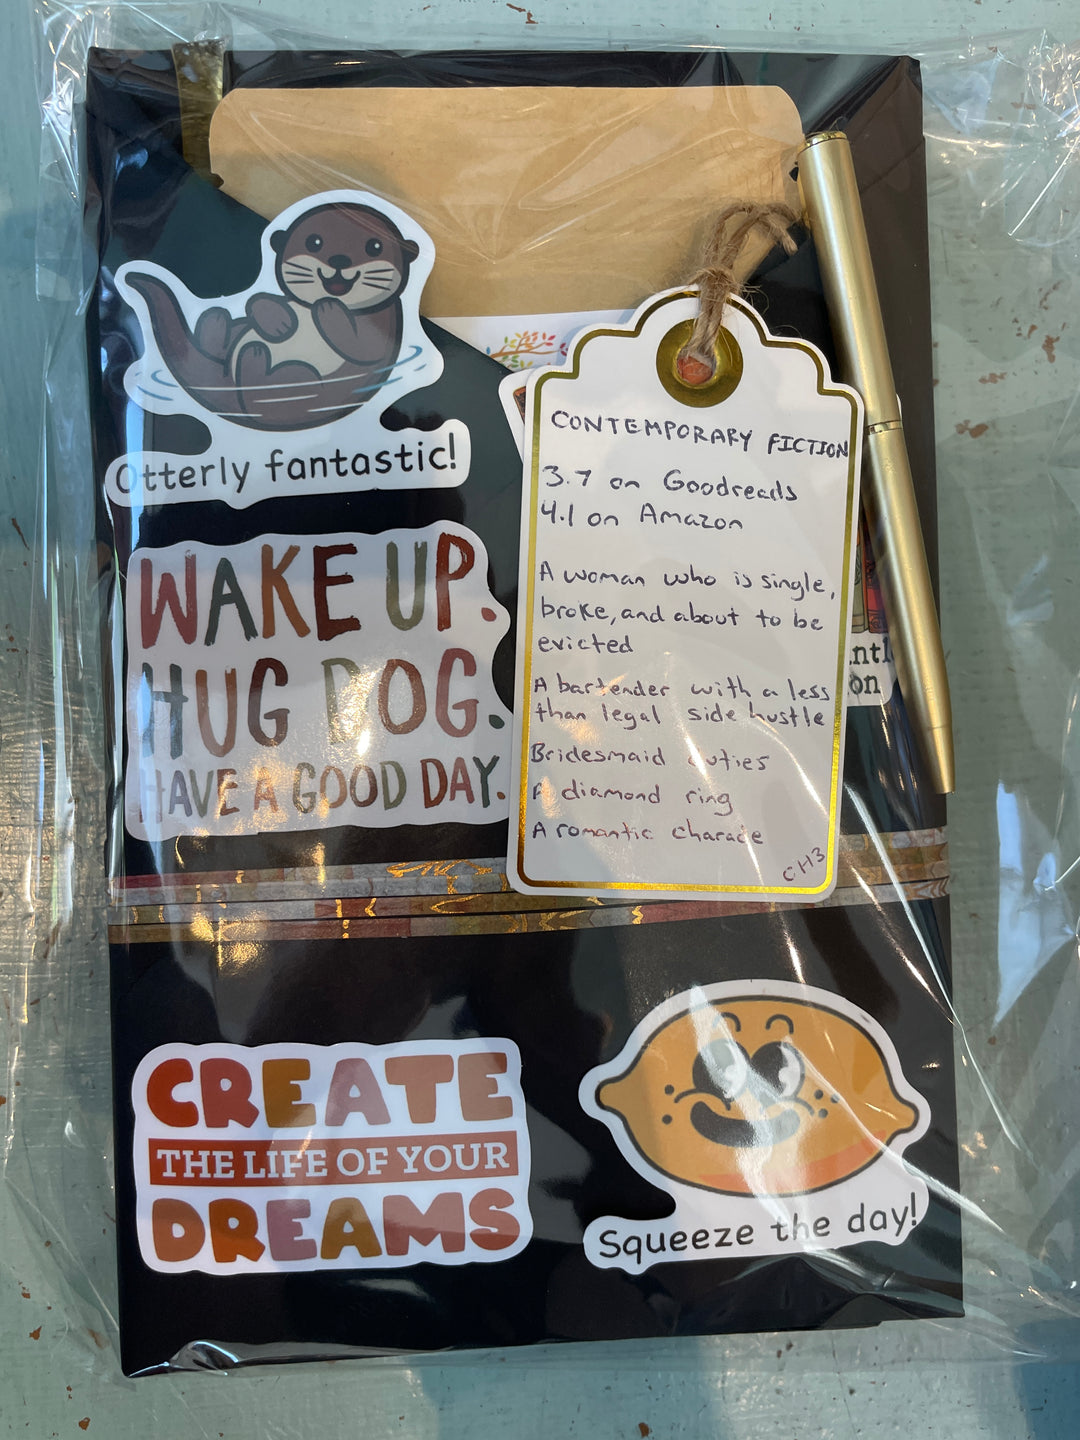 Otterly fantastic!
WAKE UP.
HUG DOG.
HAVE A GOOD DAY.
CONTEMPORARY FICTION
3.7 on Goodreads
4.1 on Amazon
A woman who is single,
broke, and about to be
evicted
A bartender with a less
than legal side hustle
Bridesmaid duties
A diamond ring
A romantic charade
CH3
CREATE
THE LIFE OF YOUR
DREAMS
Squeeze the day!